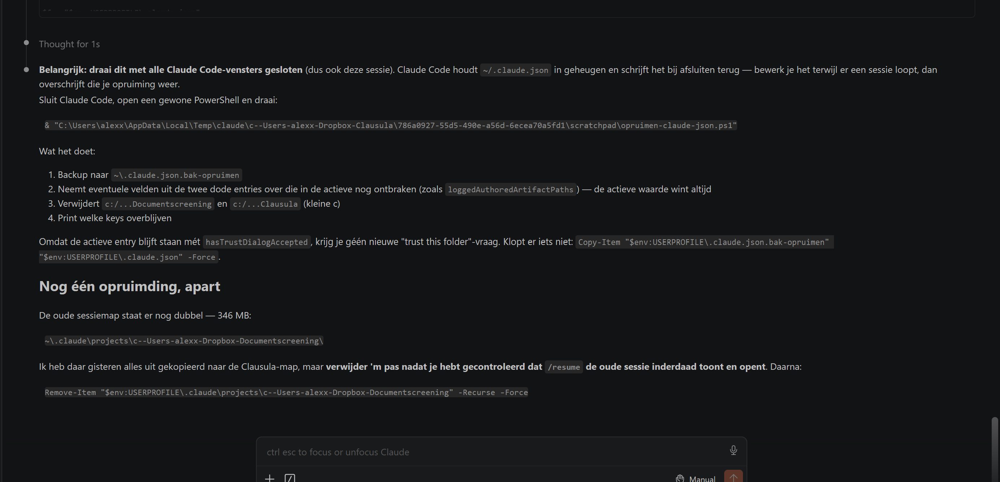 Thought for 1s
Belangrijk: draai dit met alle Claude Code-vensters gesloten (dus ook deze sessie). Claude Code houdt ~/.claude.json in geheugen en schrijft het bij afsluiten terug — bewerk je het terwijl er een sessie loopt, dan
overschrijft die je opruiming weer.
Sluit Claude Code, open een gewone PowerShell en draai:
& "C:\Users\alexx\AppData\Local\Temp\claude\c--Users-alexx-Dropbox-Clausula\786a0927-55d5-490e-a56d-6ecea70a5fd1\scratchpad\opruimen-claude-json.ps1"
Wat het doet:
1. Backup naar ~\.claude.json.bak-opruimen
2. Neemt eventuele velden uit de twee dode entries over die in de actieve nog ontbraken (zoals loggedAuthoredArtifactPaths) — de actieve waarde wint altijd
3. Verwijdert c:/...Documentscreening en c:/...Clausula (kleine c)
4. Print welke keys overblijven
Omdat de actieve entry blijft staan mét hasTrustDialogAccepted, krijg je géén nieuwe "trust this folder"-vraag. Klopt er iets niet: Copy-Item "$env:USERPROFILE\.claude.json.bak-opruimen"
"$env:USERPROFILE\.claude.json" -Force.
Nog één opruimding, apart
De oude sessiemap staat er nog dubbel — 346 MB:
~\.claude\projects\c--Users-alexx-Dropbox-Documentscreening\
Ik heb daar gisteren alles uit gekopieerd naar de Clausula-map, maar verwijder 'm pas nadat je hebt gecontroleerd dat /resume de oude sessie inderdaad toont en opent. Daarna:
Remove-Item "$env:USERPROFILE\.claude\projects\c--Users-alexx-Dropbox-Documentscreening" -Recurse -Force
ctrl esc to focus or unfocus Claude
Manual